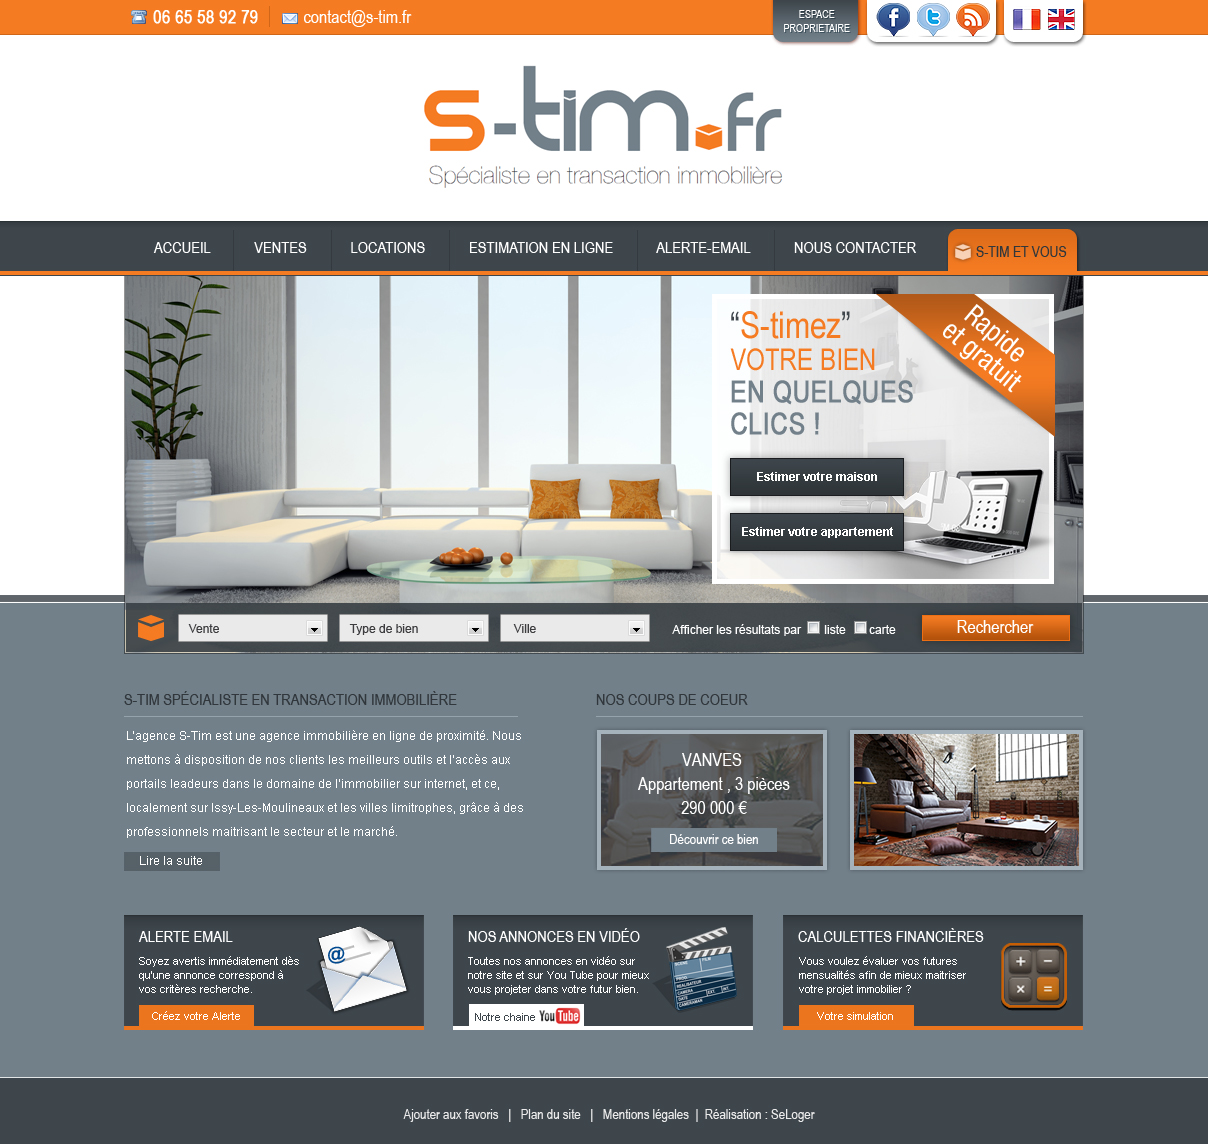 06 65 58 92 79 contact@s-tim.fr
ESPACE
PROPRIETAIRE
s-tim.fr
Spécialiste en transaction immobilière
ACCUEIL VENTES LOCATIONS ESTIMATION EN LIGNE ALERTE-EMAIL NOUS CONTACTER S-TIM ET VOUS
“S-timez”
VOTRE BIEN
EN QUELQUES
CLICS !
Rapide
et gratuit
Estimer votre maison
Estimer votre appartement
Vente Type de bien Ville Afficher les résultats par liste carte Rechercher
S-TIM SPÉCIALISTE EN TRANSACTION IMMOBILIÈRE
L'agence S-Tim est une agence immobilière en ligne de proximité. Nous
mettons à disposition de nos clients les meilleurs outils et l'accès aux
portails leadeurs dans le domaine de l'immobilier sur internet, et ce,
localement sur Issy-Les-Moulineaux et les villes limitrophes, grâce à des
professionnels maitrisant le secteur et le marché.
Lire la suite
NOS COUPS DE COEUR
VANVES
Appartement , 3 pièces
290 000 €
Découvrir ce bien
ALERTE EMAIL
Soyez avertis immédiatement dès
qu'une annonce correspond à
vos critères recherche.
Créez votre Alerte
@
NOS ANNONCES EN VIDÉO
Toutes nos annonces en vidéo sur
notre site et sur You Tube pour mieux
vous projeter dans votre futur bien.
Notre chaine YouTube
CALCULETTES FINANCIÈRES
Vous voulez évaluer vos futures
mensualités afin de mieux maitriser
votre projet immobilier ?
Votre simulation
+ −
× =
Ajouter aux favoris | Plan du site | Mentions légales | Réalisation : SeLoger